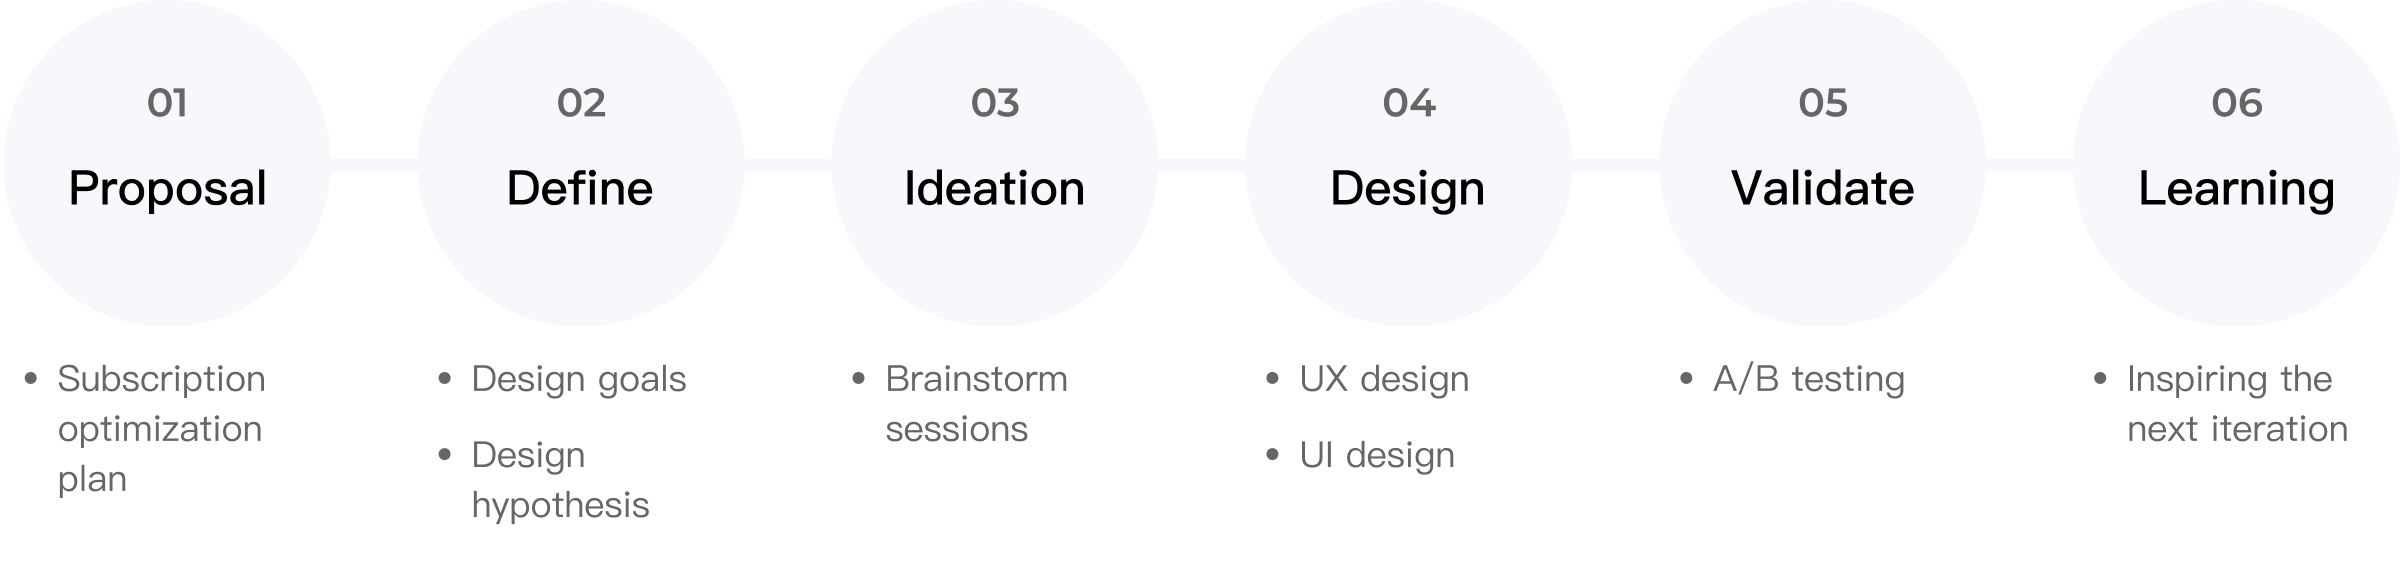 01
Proposal
• Subscription
optimization
plan
02
Define
• Design goals
• Design
hypothesis
03
Ideation
• Brainstorm
sessions
04
Design
• UX design
• UI design
05
Validate
• A/B testing
06
Learning
• Inspiring the
next iteration